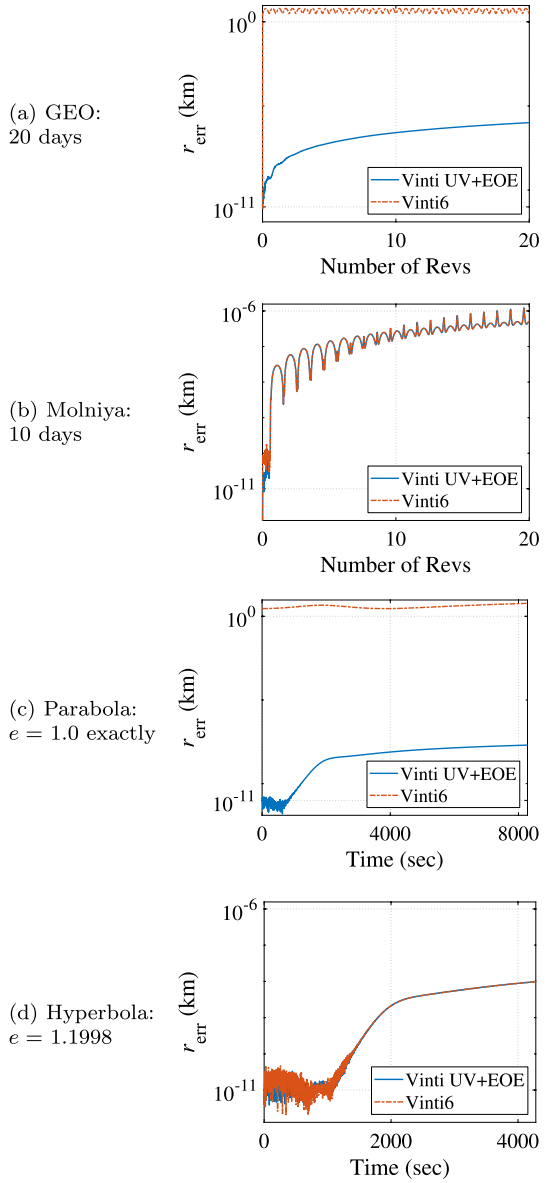 (a) GEO:
20 days
r_err (km)
10^0
10^-11
Vinti UV+EOE
Vinti6
0 10 20
Number of Revs
(b) Molniya:
10 days
r_err (km)
10^-6
10^-11
Vinti UV+EOE
Vinti6
0 10 20
Number of Revs
(c) Parabola:
e = 1.0 exactly
r_err (km)
10^0
10^-11
Vinti UV+EOE
Vinti6
0 4000 8000
Time (sec)
(d) Hyperbola:
e = 1.1998
r_err (km)
10^-6
10^-11
Vinti UV+EOE
Vinti6
0 2000 4000
Time (sec)